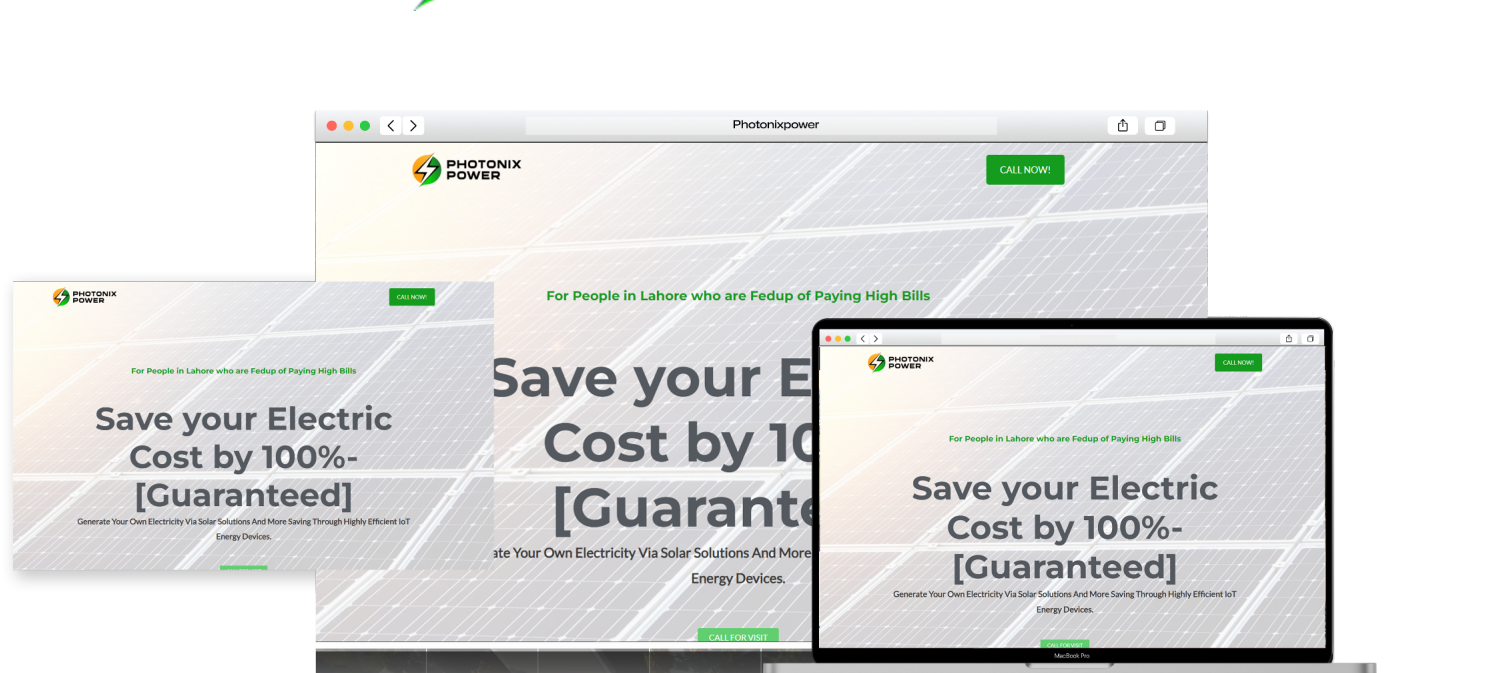 Photonixpower
PHOTONIX
POWER
CALL NOW!
For People in Lahore who are Fedup of Paying High Bills
Save your E
Cost by 10
[Guarante
ate Your Own Electricity Via Solar Solutions And More
Energy Devices.
CALL FOR VISIT
PHOTONIX
POWER
CALL NOW!
For People in Lahore who are Fedup of Paying High Bills
Save your Electric
Cost by 100%-
[Guaranteed]
Generate Your Own Electricity Via Solar Solutions And More Saving Through Highly Efficient IoT
Energy Devices.
PHOTONIX
POWER
CALL NOW!
For People in Lahore who are Fedup of Paying High Bills
Save your Electric
Cost by 100%-
[Guaranteed]
Generate Your Own Electricity Via Solar Solutions And More Saving Through Highly Efficient IoT
Energy Devices.
CALL FOR VISIT
MacBook Pro